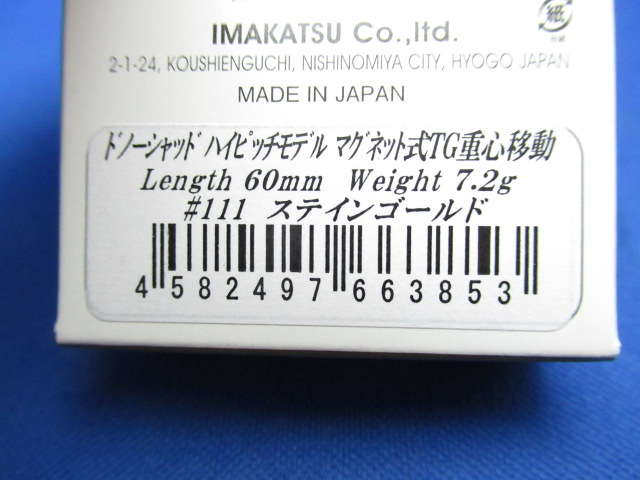 IMAKATSU Co.,ltd.
2-1-24, KOUSHIENGUCHI, NISHINOMIYA CITY, HYOGO JAPAN
紙
MADE IN JAPAN
ドノーシャッド ハイピッチモデル マグネット式TG重心移動
Length 60mm Weight 7.2g
#111 ステインゴールド
4 582497 663853